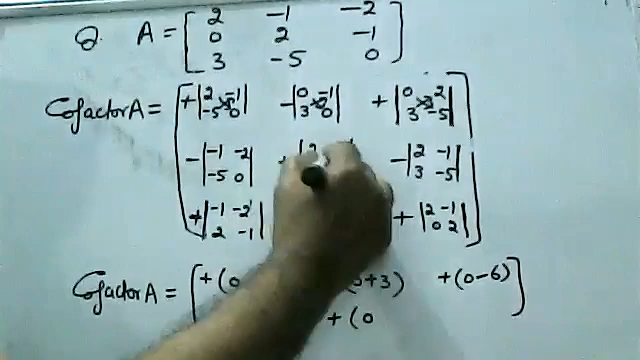 Q. A = [ 2 -1 -2
0 2 -1
3 -5 0 ]
Cofactor A = [ +|2 -1| -|0 -1| +|0 2|
|-5 0| |3 0| |3 -5|
-|-1 -2| +|2 -|2 -1|
|-5 0| |3 -5|
+|-1 -2| +|2 -1|
|2 -1| |0 2| ]
Cofactor A = [ +(0 +3) +(0-6) ]
+(0